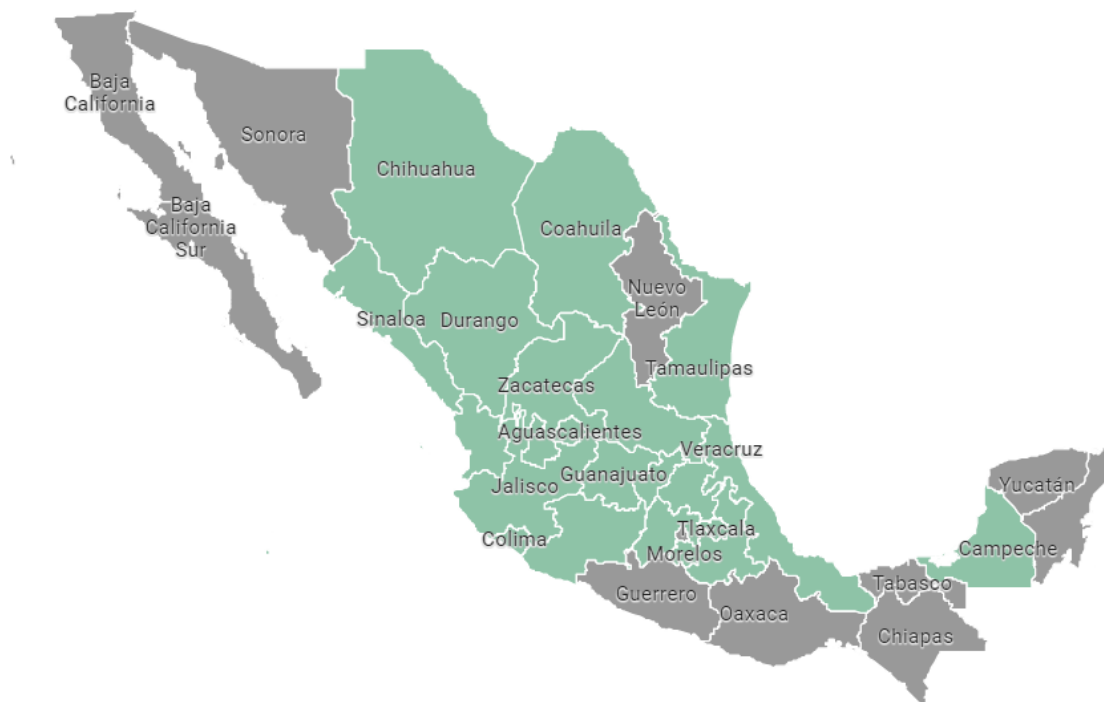 Baja
California
Sonora
Chihuahua
Baja
California
Sur
Coahuila
Nuevo
León
Sinaloa
Durango
Tamaulipas
Zacatecas
Aguascalientes
Veracruz
Guanajuato
Jalisco
Yucatán
Tlaxcala
Colima
Morelos
Campeche
Tabasco
Guerrero
Oaxaca
Chiapas